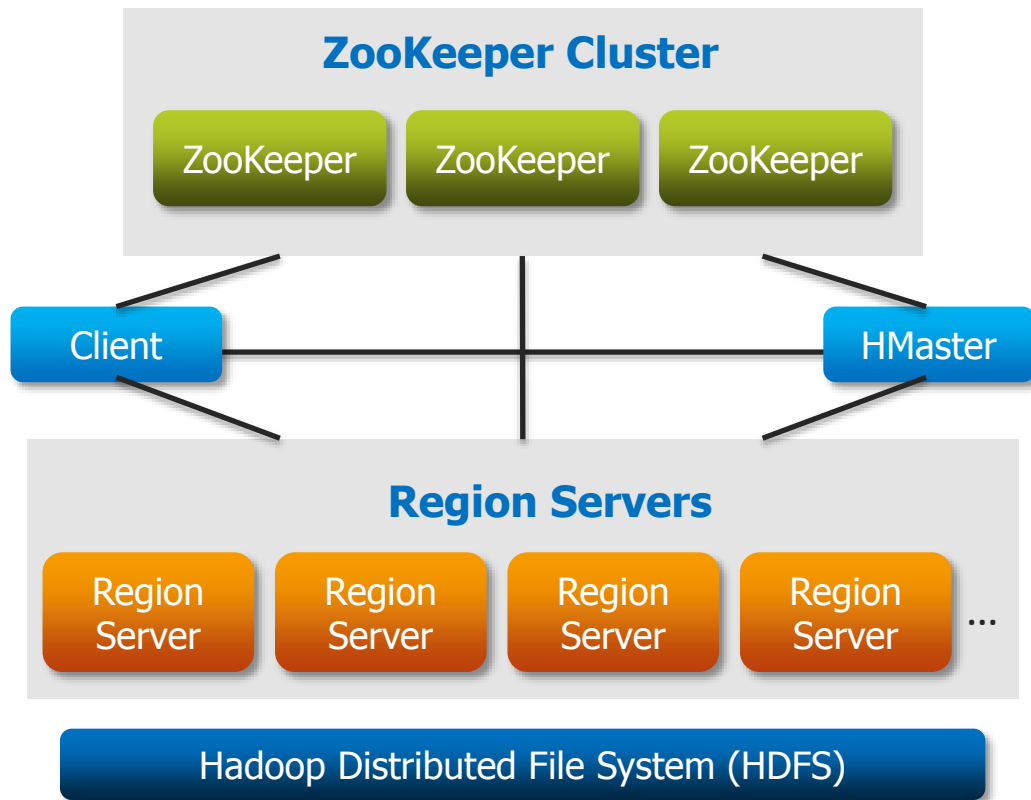 ZooKeeper Cluster
ZooKeeper ZooKeeper ZooKeeper
Client HMaster
Region Servers
Region Region Region Region
Server Server Server Server ...
Hadoop Distributed File System (HDFS)